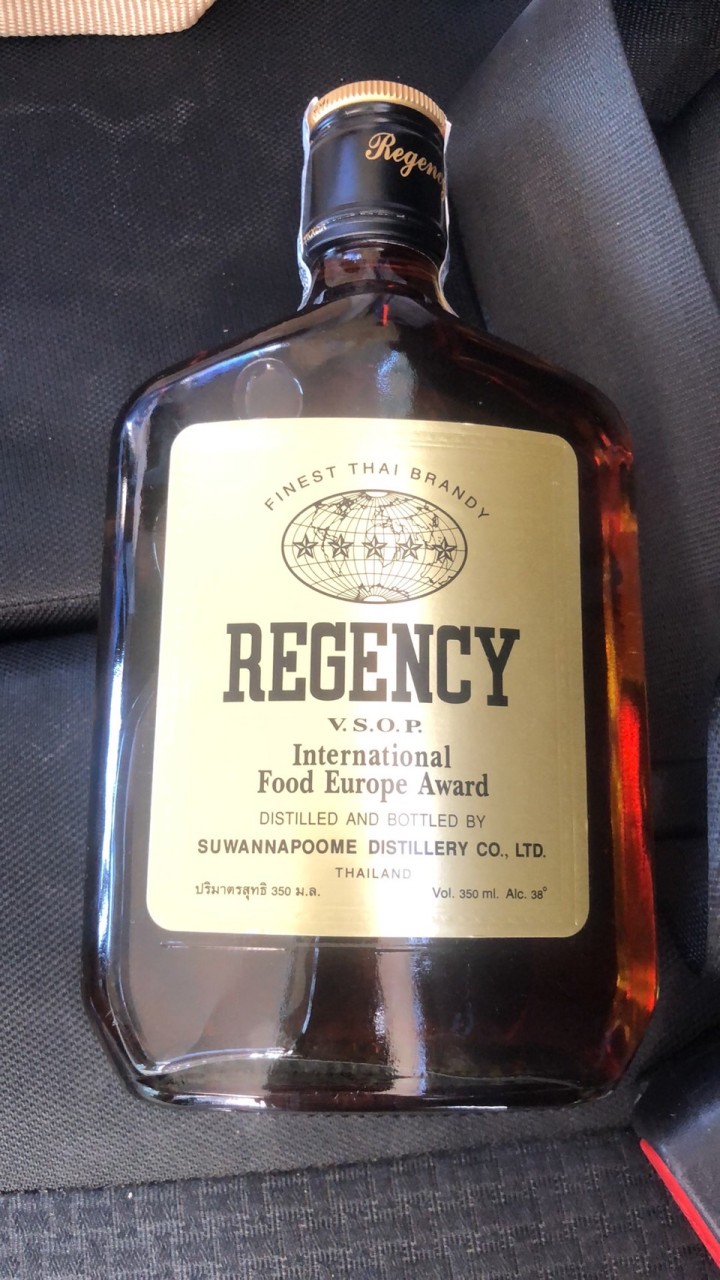 Regency
FINEST THAI BRANDY
REGENCY
V.S.O.P.
International
Food Europe Award
DISTILLED AND BOTTLED BY
SUWANNAPOOME DISTILLERY CO., LTD.
THAILAND
ปริมาตรสุทธิ 350 ม.ล. Vol. 350 ml. Alc. 38°